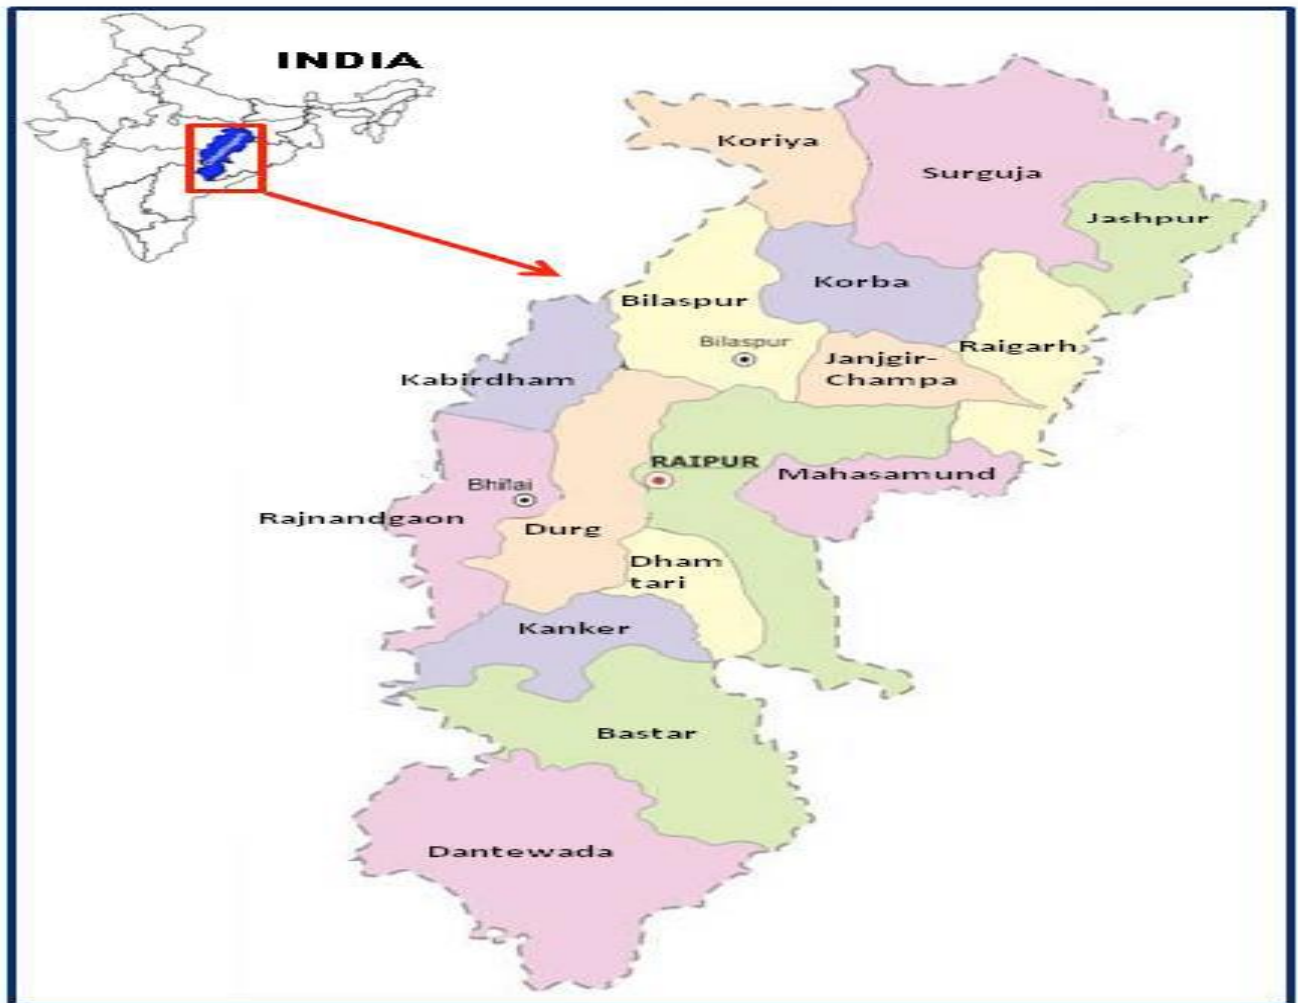 INDIA
Koriya
Surguja
Jashpur
Korba
Bilaspur
Bilaspur
Raigarh
Janjgir-
Champa
Kabirdham
RAIPUR
Mahasamund
Bhilai
Rajnandgaon
Durg
Dham
tari
Kanker
Bastar
Dantewada